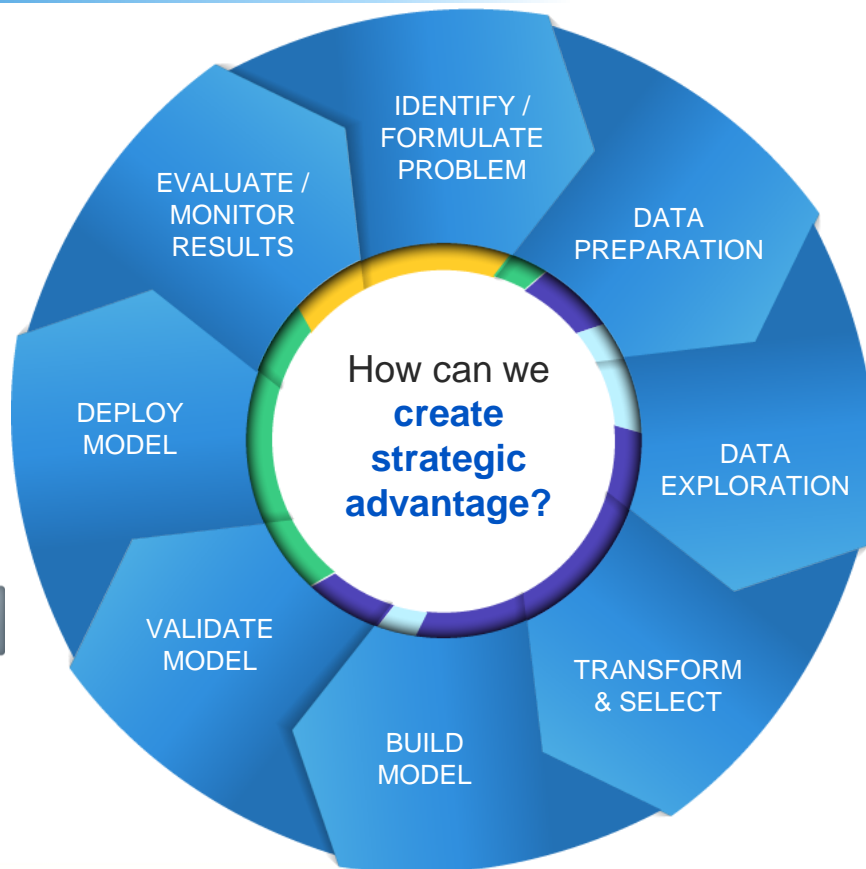 IDENTIFY /
FORMULATE
PROBLEM
DATA
PREPARATION
DATA
EXPLORATION
TRANSFORM
& SELECT
BUILD
MODEL
VALIDATE
MODEL
DEPLOY
MODEL
EVALUATE /
MONITOR
RESULTS
How can we
create
strategic
advantage?